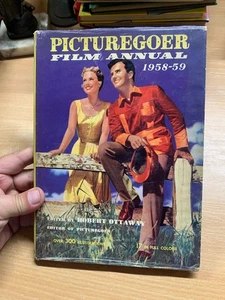 PICTUREGOER
FILM ANNUAL
1958-59
EDITED BY ROBERT OTTAWAY
EDITOR OF PICTUREGOER
OVER 300 ILLUSTRATIONS
IN FULL COLOUR